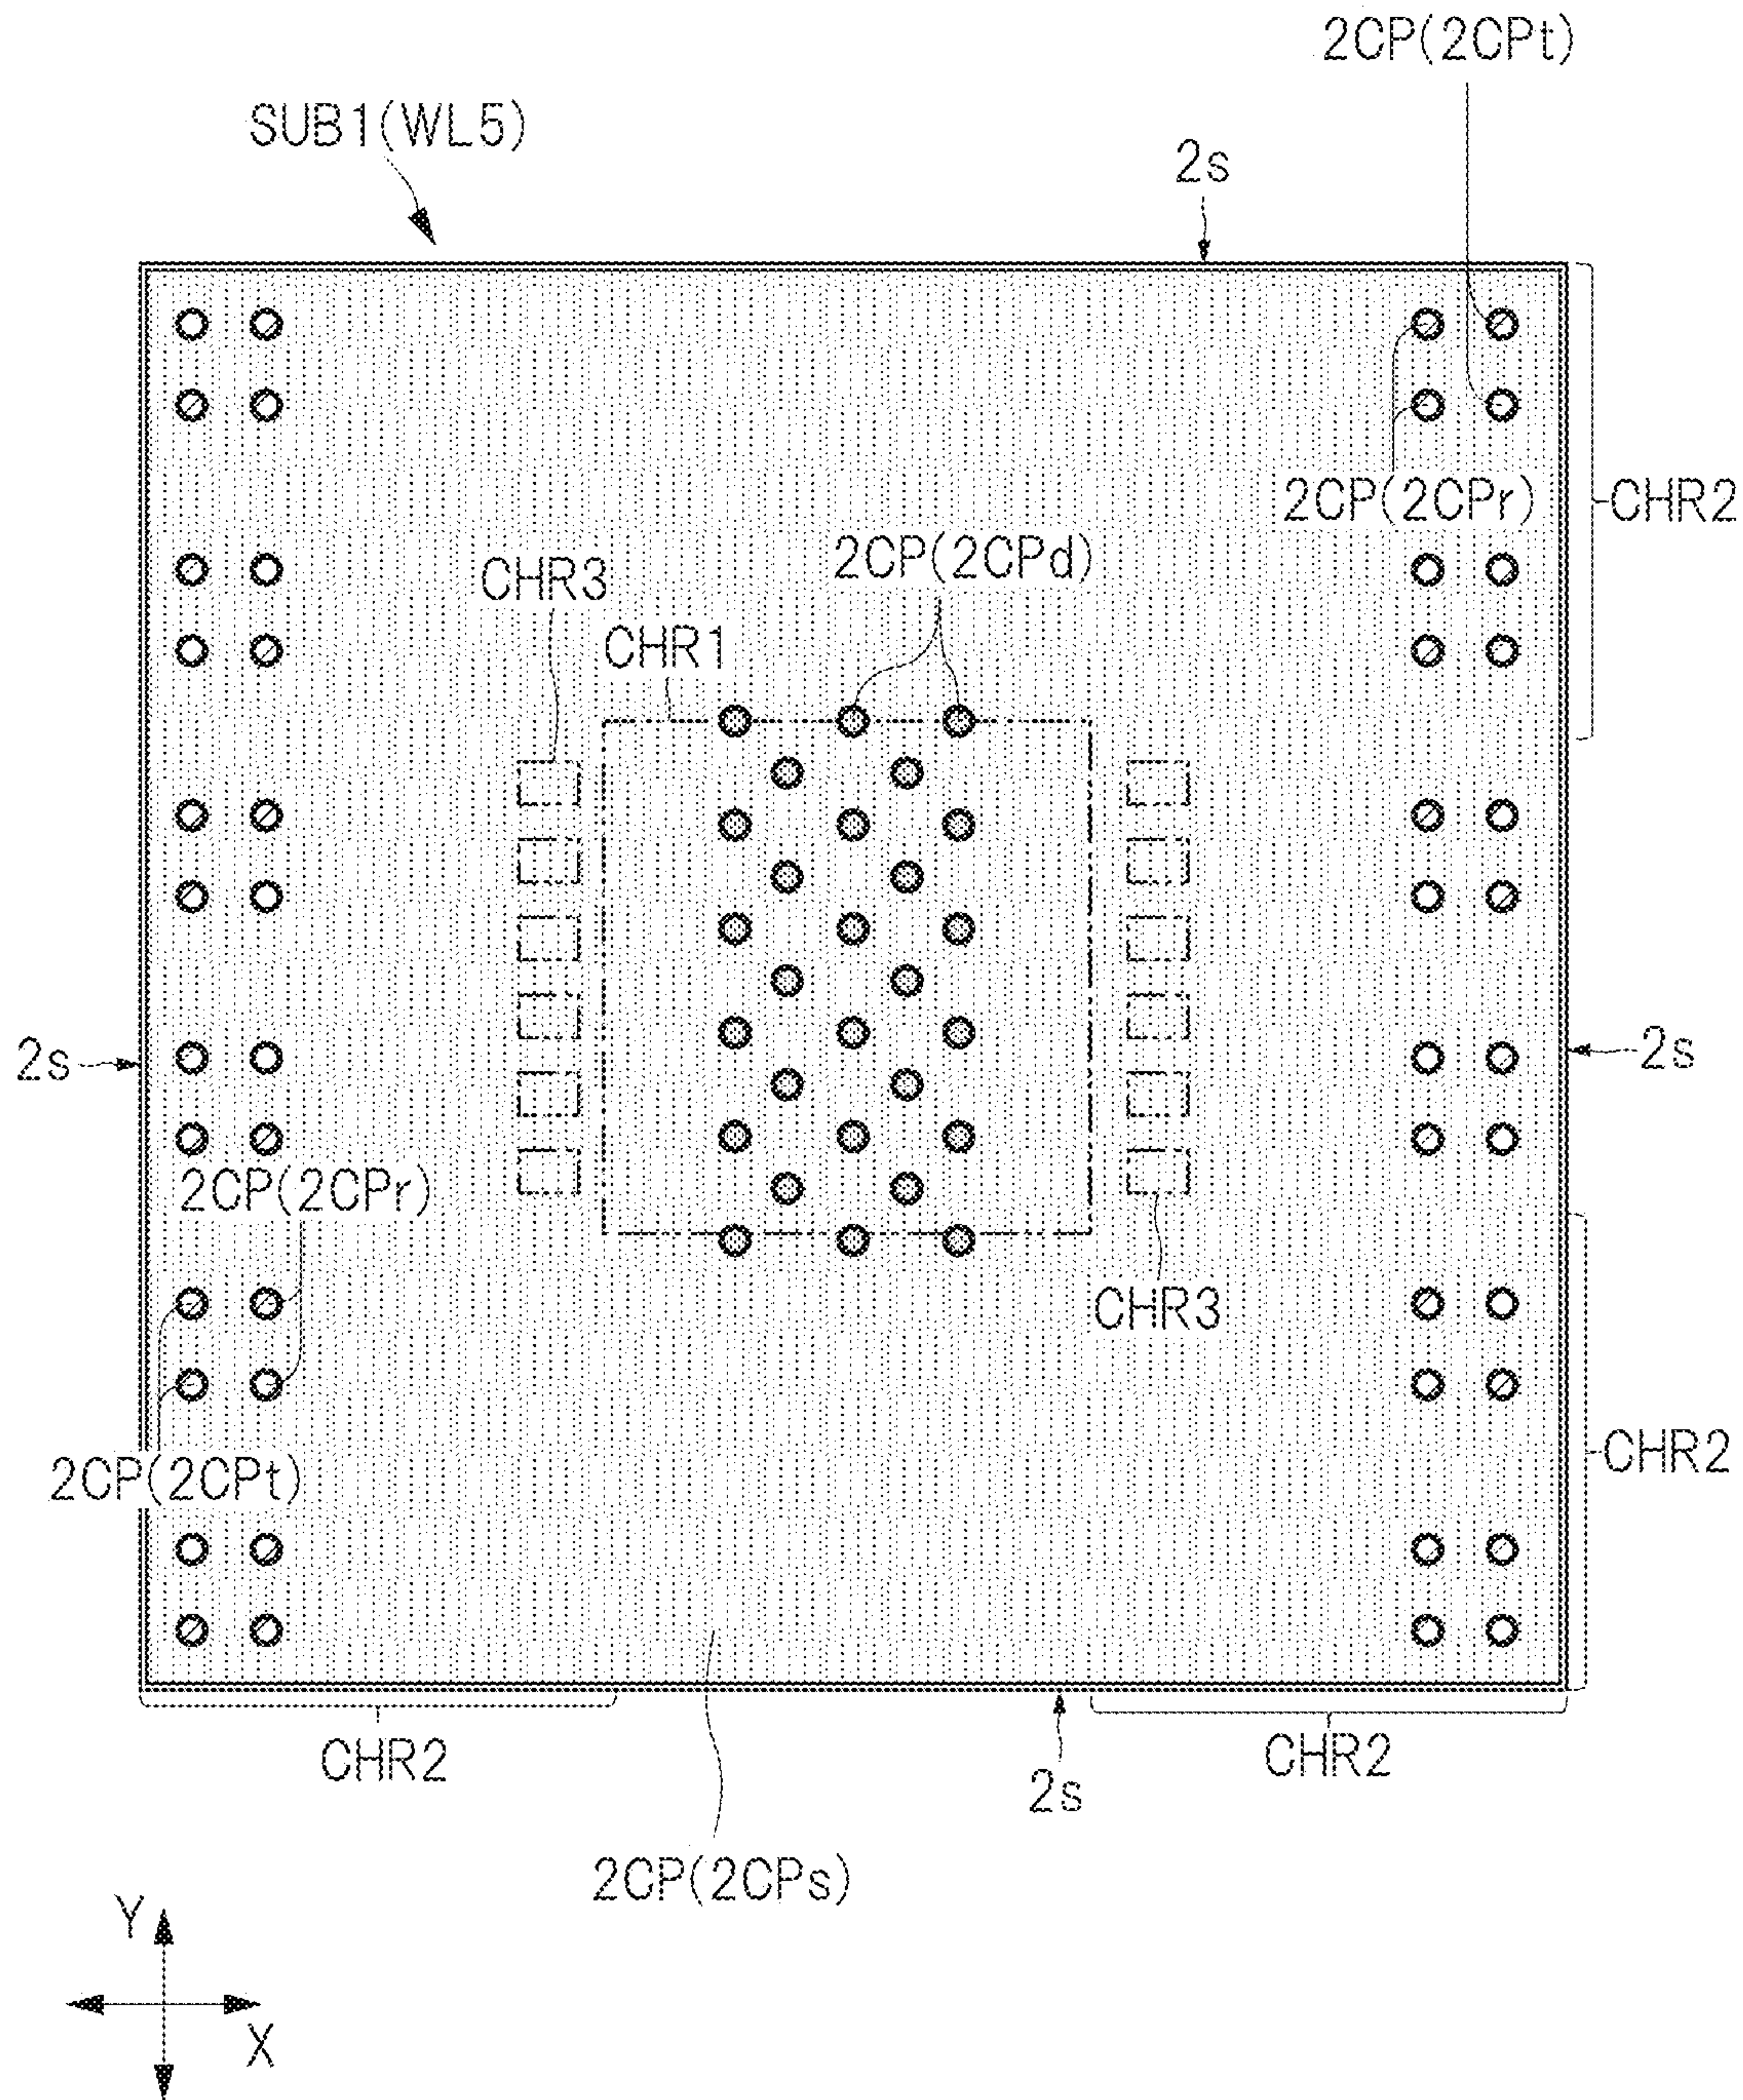 2CP(2CPt)
SUB1(WL5)
2s
2CP(2CPr)
CHR2
CHR3
2CP(2CPd)
CHR1
2s
2s
2CP(2CPr)
CHR3
2CP(2CPt)
CHR2
CHR2
CHR2
2s
2CP(2CPs)
Y
X